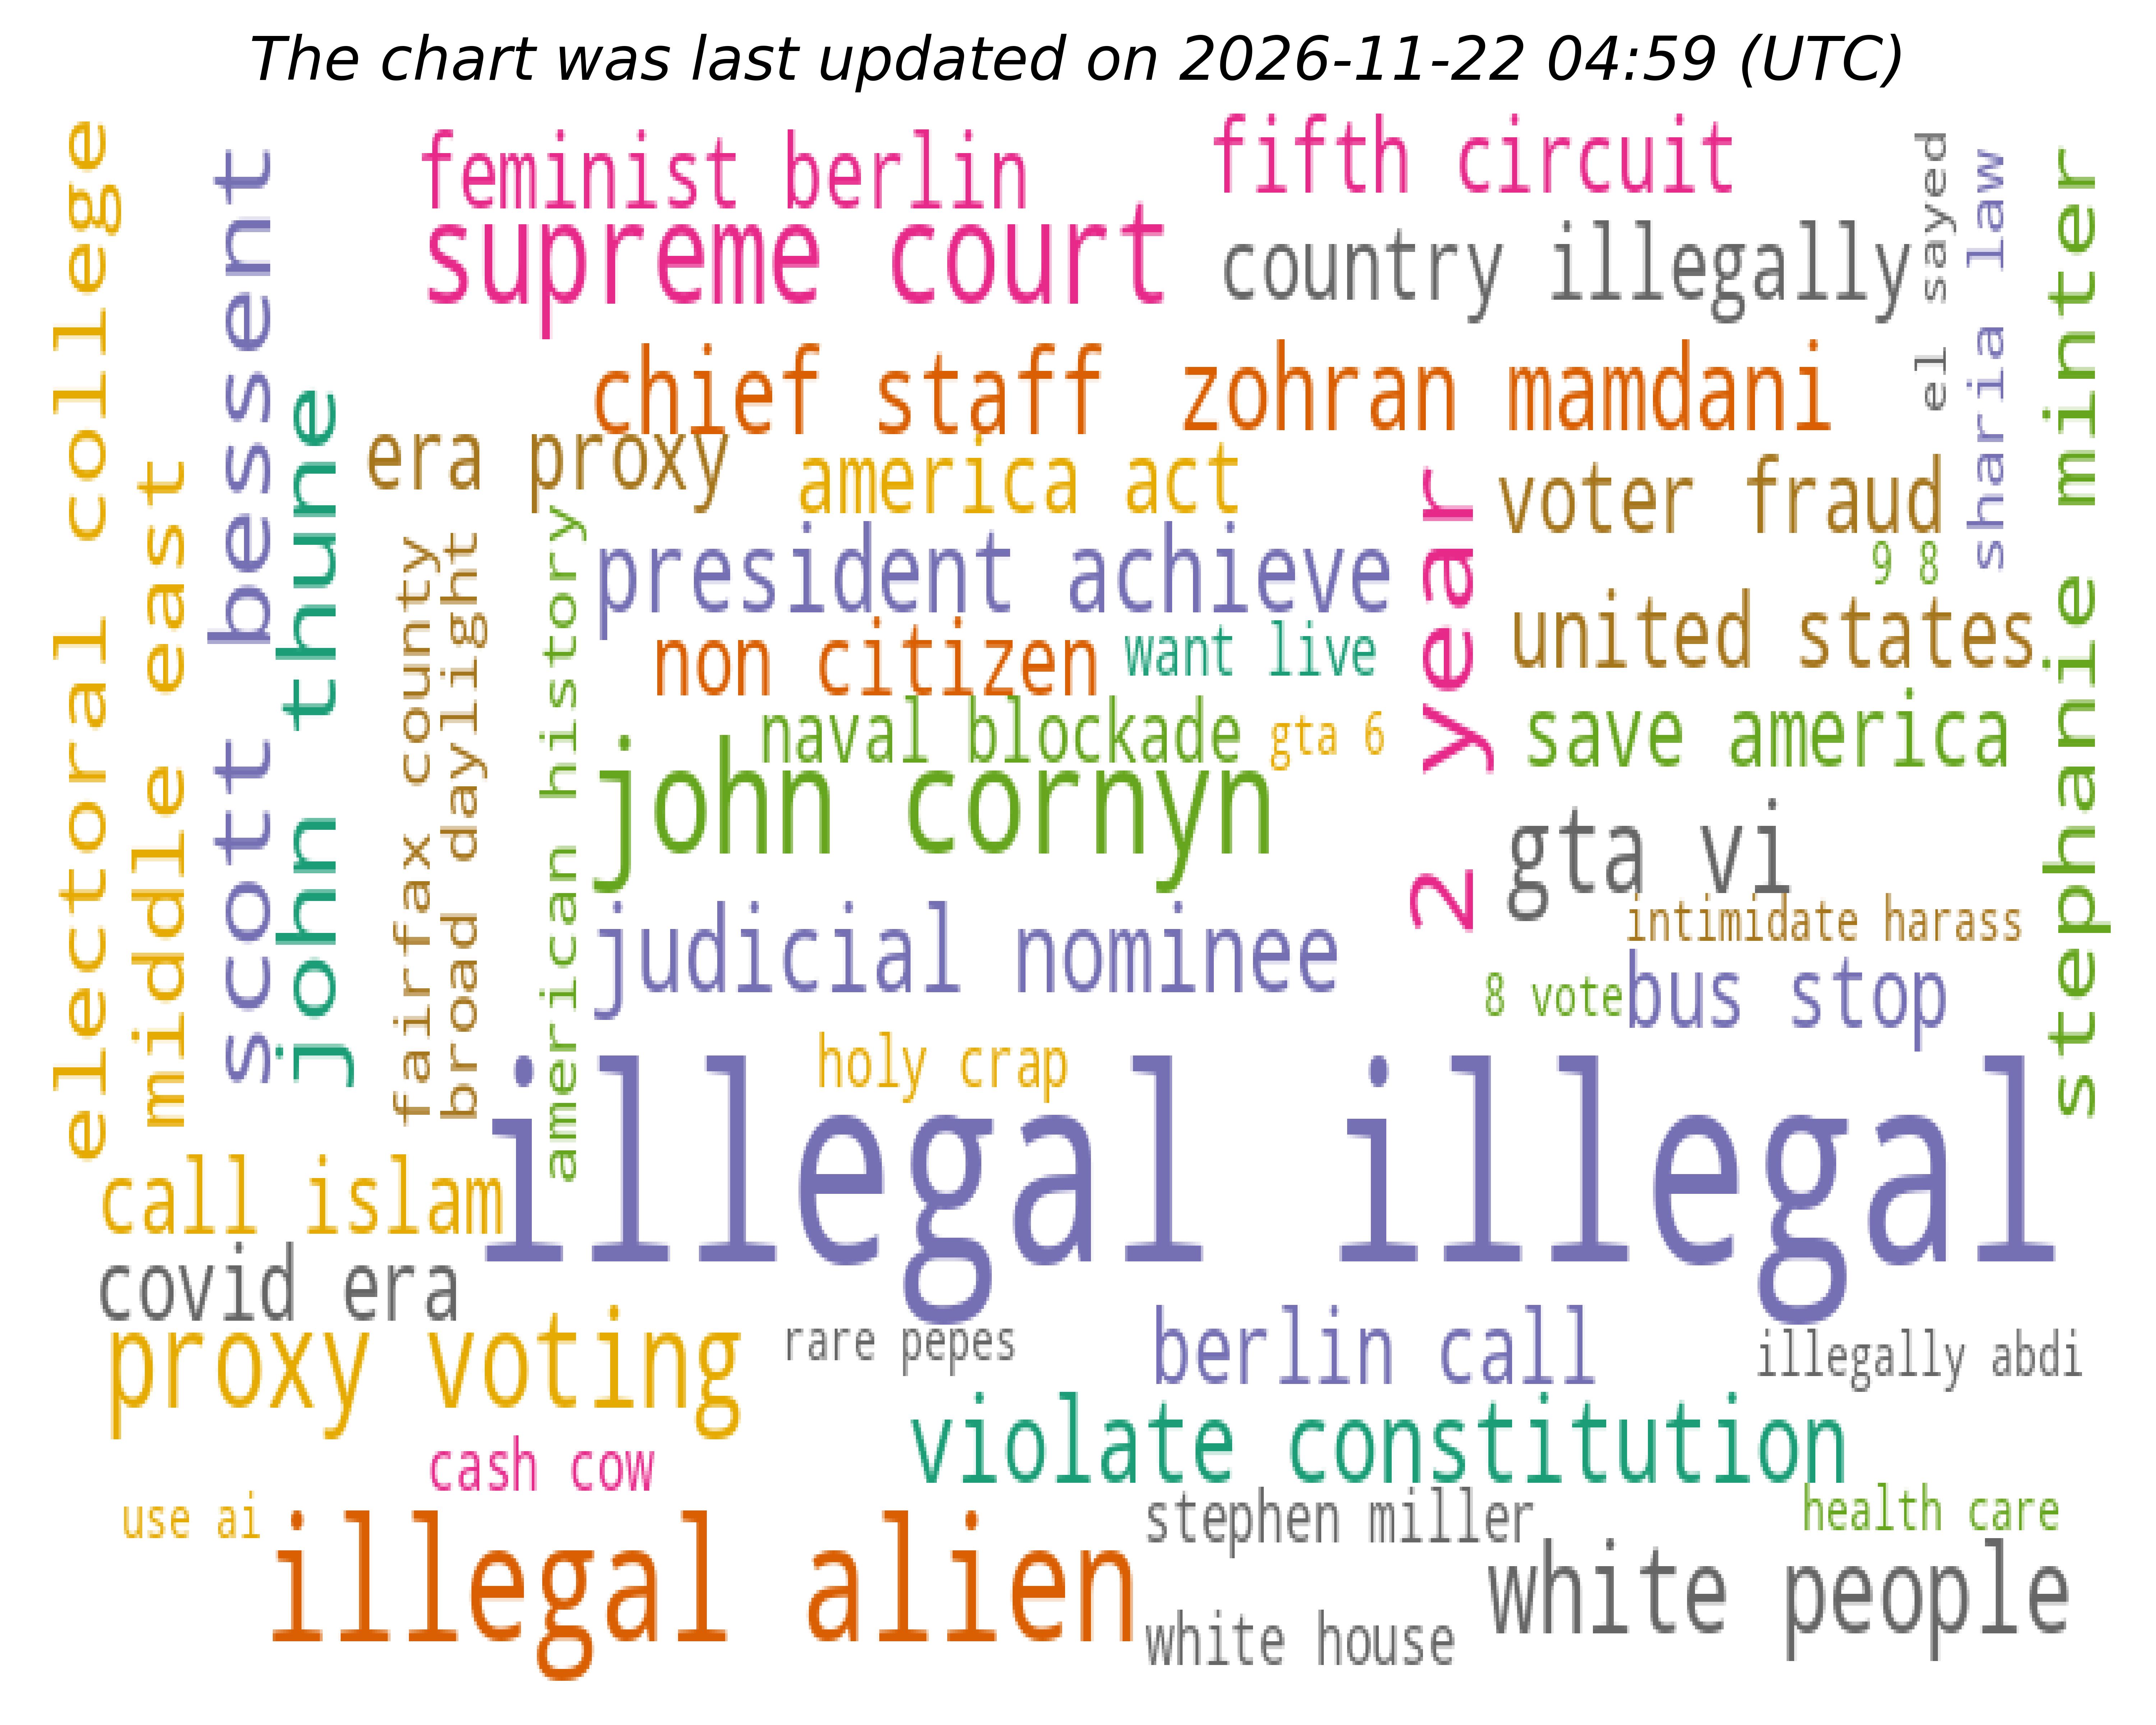 The chart was last updated on 2026-11-22 04:59 (UTC)
electoral college
middle east
scott bessent
john thune
feminist berlin
fifth circuit
supreme court
country illegally
el sayed
sharia law
stephanie minter
chief staff
zohran mamdani
era proxy
america act
voter fraud
2 year
9 8
fairfax county
broad daylight
american history
president achieve
non citizen
want live
united states
naval blockade
gta 6
save america
john cornyn
gta vi
intimidate harass
judicial nominee
8 vote
bus stop
holy crap
illegal illegal
call islam
covid era
proxy voting
rare pepes
berlin call
illegally abdi
violate constitution
cash cow
use ai
stephen miller
health care
illegal alien
white people
white house